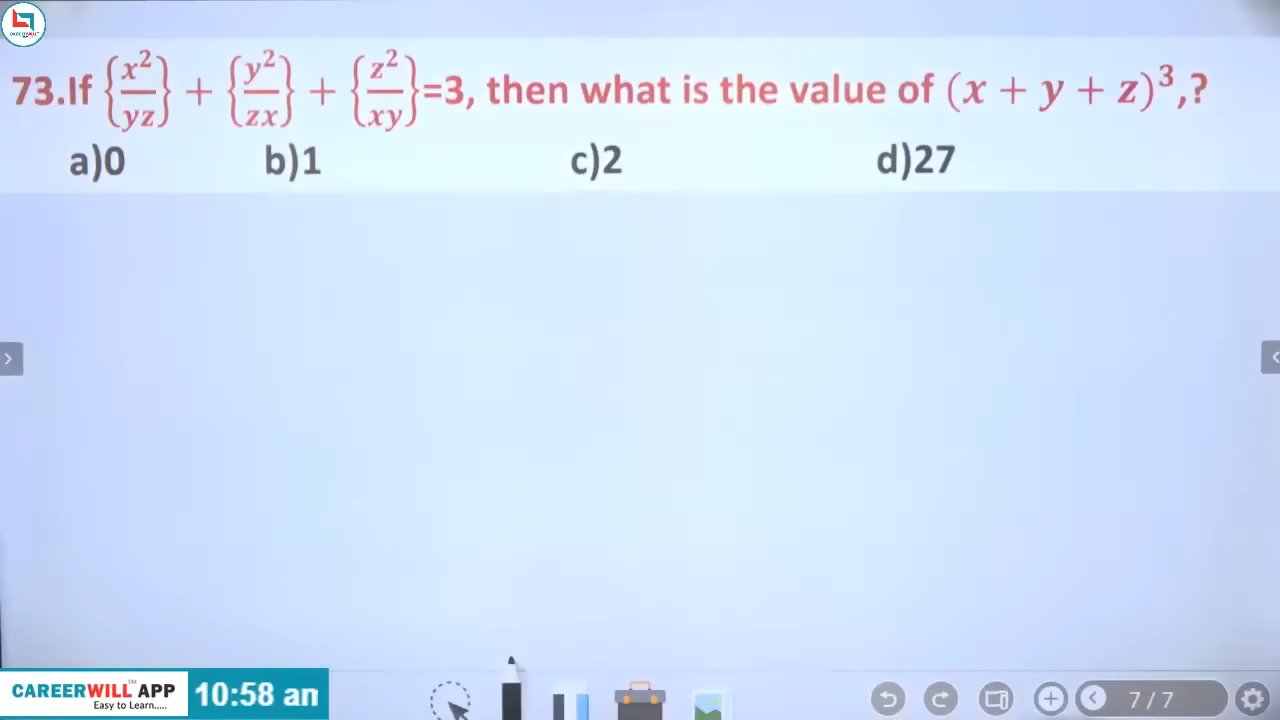 CAREERWILL
73.If {x²/yz} + {y²/zx} + {z²/xy}=3, then what is the value of (x + y + z)³,?
a)0 b)1 c)2 d)27
CAREERWILL™APP
Easy to Learn.....
10:58 an
7 / 7